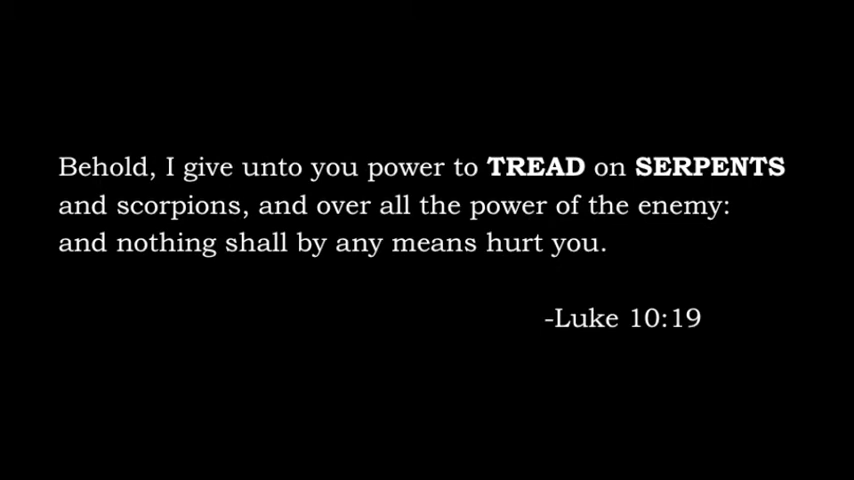 Behold, I give unto you power to TREAD on SERPENTS
and scorpions, and over all the power of the enemy:
and nothing shall by any means hurt you.
-Luke 10:19